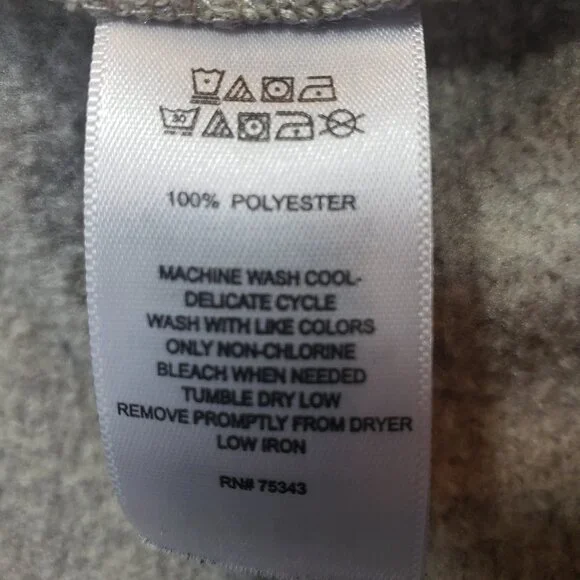 30
100% POLYESTER
MACHINE WASH COOL-
DELICATE CYCLE
WASH WITH LIKE COLORS
ONLY NON-CHLORINE
BLEACH WHEN NEEDED
TUMBLE DRY LOW
REMOVE PROMPTLY FROM DRYER
LOW IRON
RN# 75343